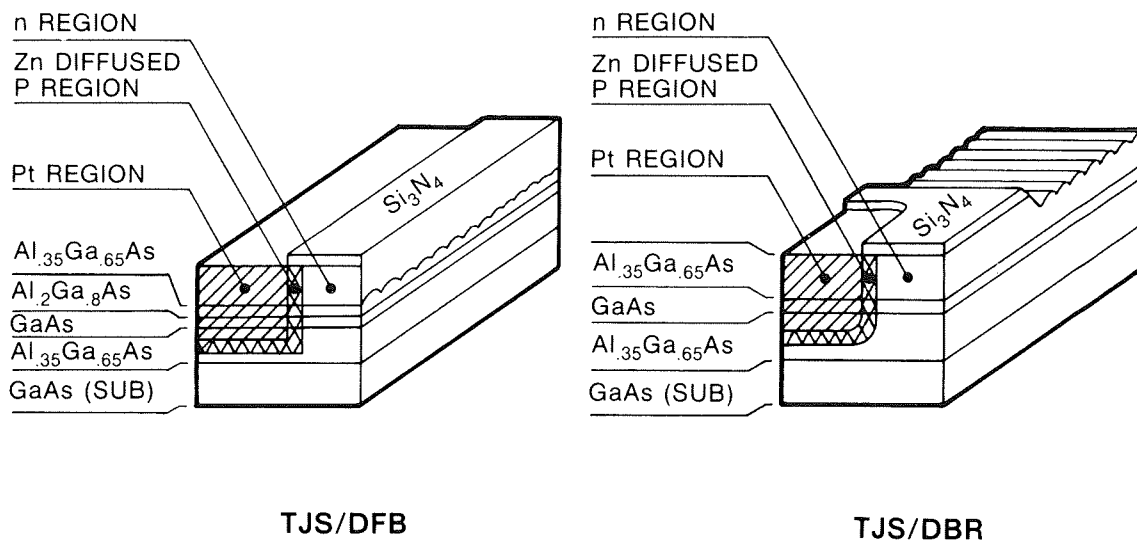 n REGION
Zn DIFFUSED
P REGION
Pt REGION
Al.35Ga.65As
Al.2Ga.8As
GaAs
Al.35Ga.65As
GaAs (SUB)
Si3N4
TJS/DFB
n REGION
Zn DIFFUSED
P REGION
Pt REGION
Al.35Ga.65As
GaAs
Al.35Ga.65As
GaAs (SUB)
Si3N4
TJS/DBR